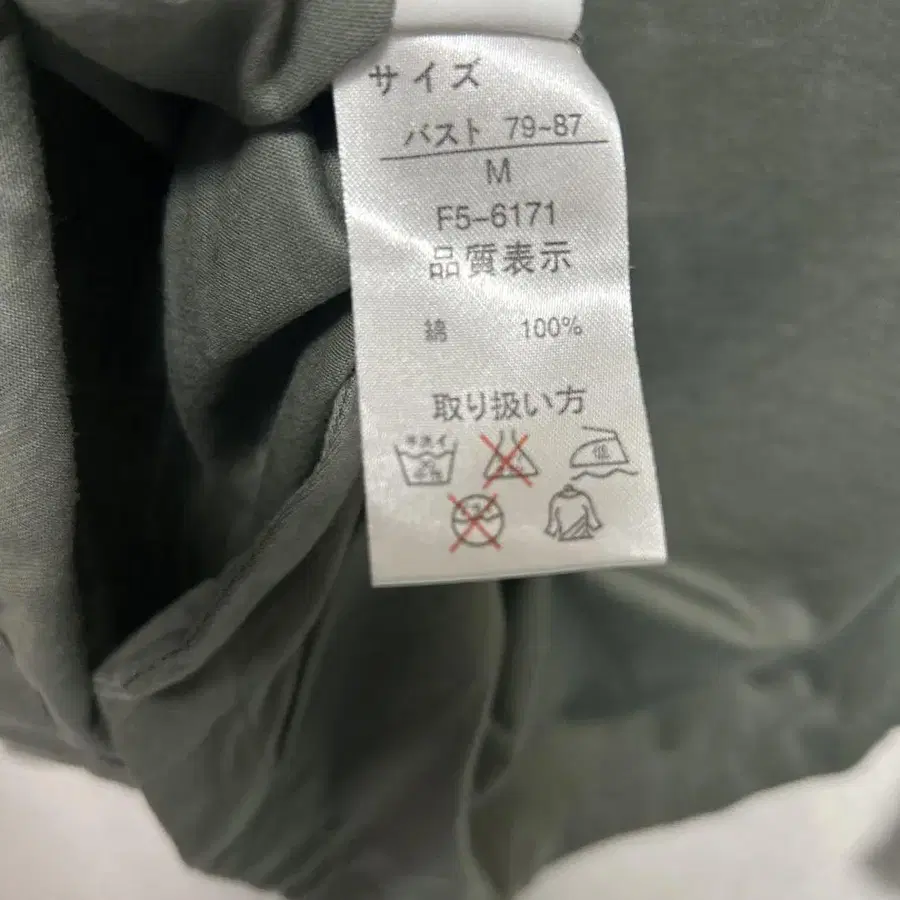 サイズ
バスト 79-87
M
F5-6171
品質表示
綿 100%
取り扱い方
低